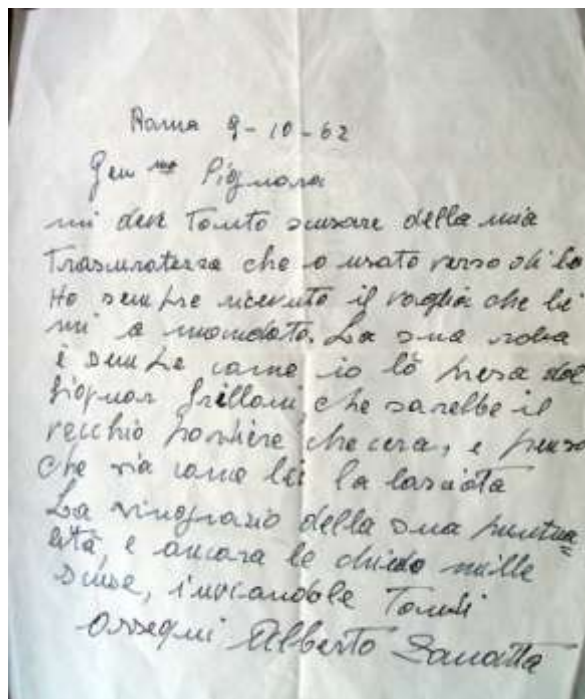 Roma 9-10-62
Gen ma Signora
mi deve Tanto scusare della mia
Trascuratezza che o usato verso di lei
Ho sempre ricevuto il vaglia che lei
mi a mandato. La sua roba
è sempre come io lò presa dal
Signor Grilloni, che sarebbe il
vecchio portiere che cera, e penso
che sia come lei la lasciata
La ringrazio della sua puntua=
lità, e ancora le chiedo mille
scuse, inviandole Tanti
ossequi Alberto